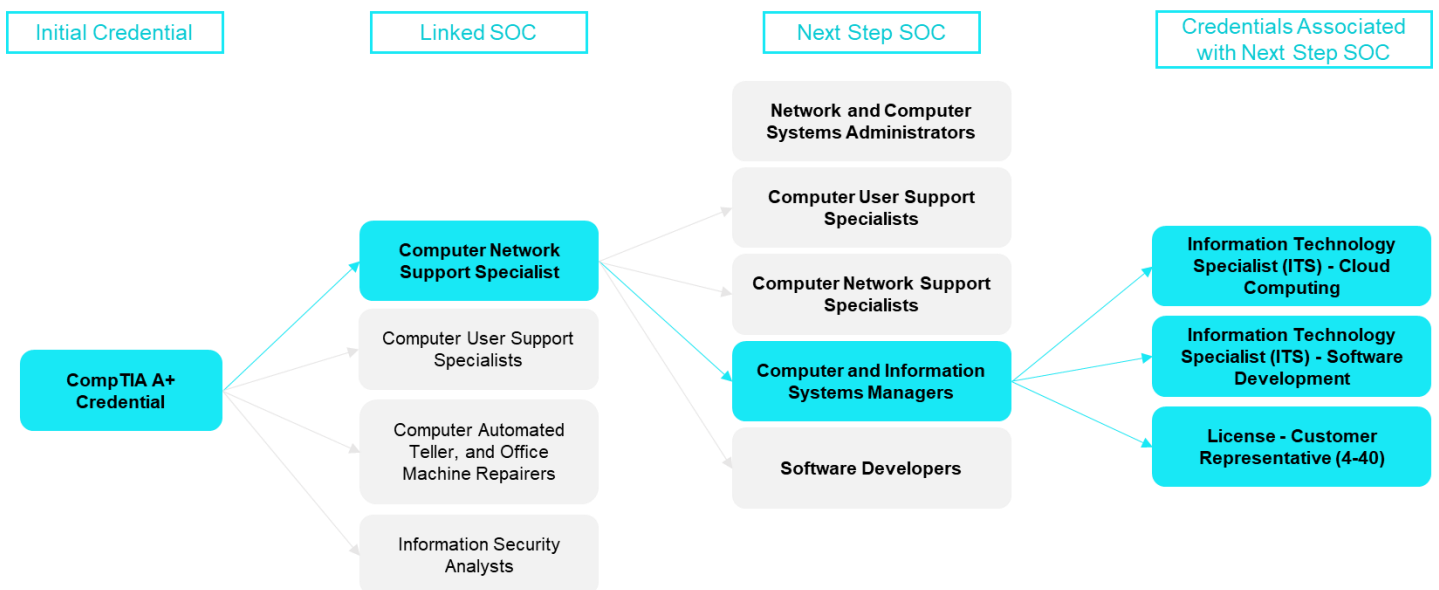 Initial Credential
Linked SOC
Next Step SOC
Credentials Associated
with Next Step SOC
CompTIA A+
Credential
Computer Network
Support Specialist
Computer User Support
Specialists
Computer Automated
Teller, and Office
Machine Repairers
Information Security
Analysts
Network and Computer
Systems Administrators
Computer User Support
Specialists
Computer Network Support
Specialists
Computer and Information
Systems Managers
Software Developers
Information Technology
Specialist (ITS) - Cloud
Computing
Information Technology
Specialist (ITS) - Software
Development
License - Customer
Representative (4-40)